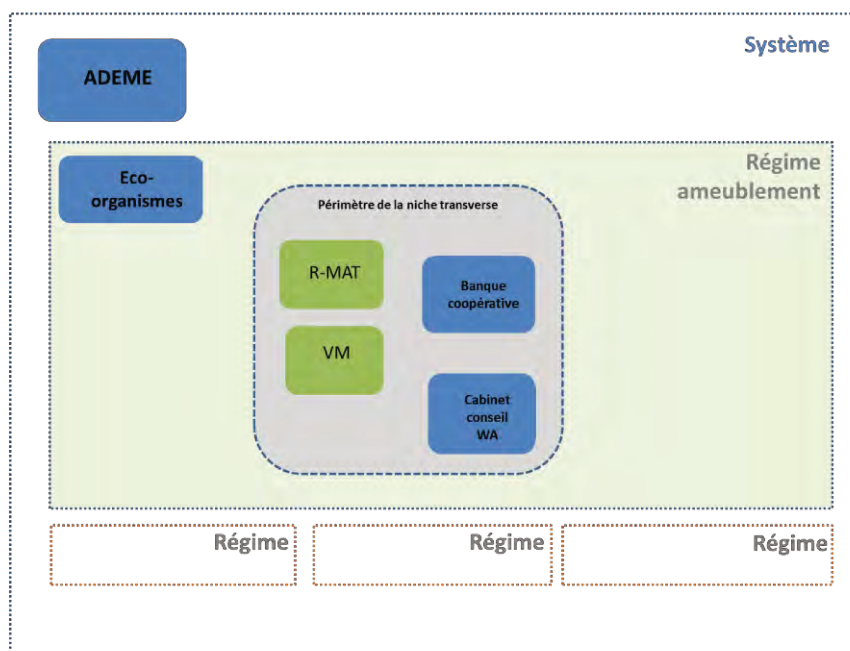 Système
ADEME
Régime
ameublement
Eco-
organismes
Périmètre de la niche transverse
R-MAT
Banque
coopérative
VM
Cabinet
conseil
WA
Régime
Régime
Régime